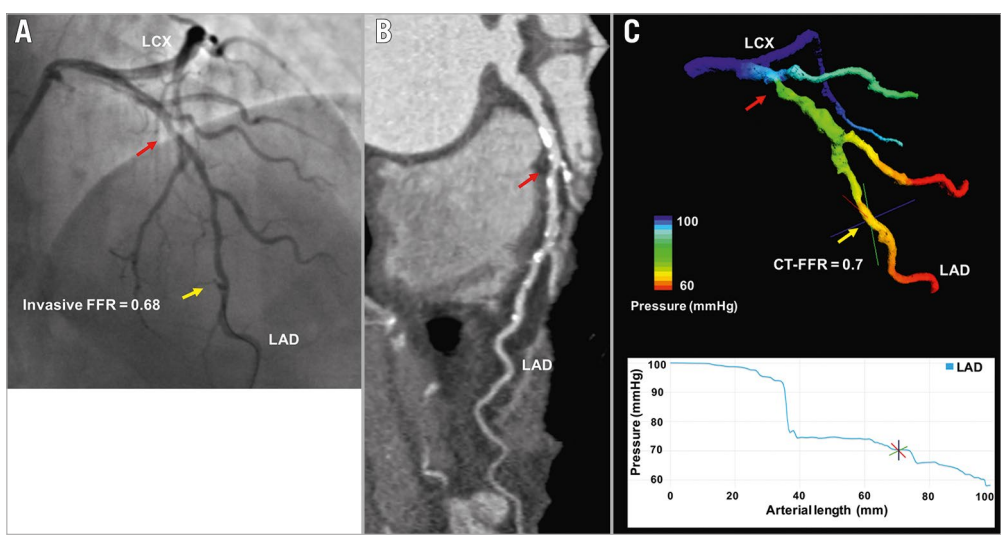 A
LCX
Invasive FFR = 0.68
LAD
B
LAD
C
LCX
100
60
Pressure (mmHg)
CT-FFR = 0.7
LAD
LAD
Pressure (mmHg)
100
90
80
70
60
0 20 40 60 80 100
Arterial length (mm)